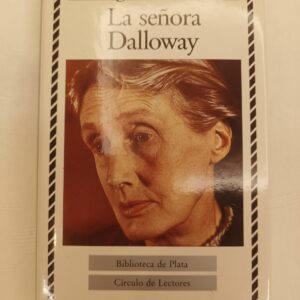 La señora
Dalloway
Biblioteca de Plata
Círculo de Lectores